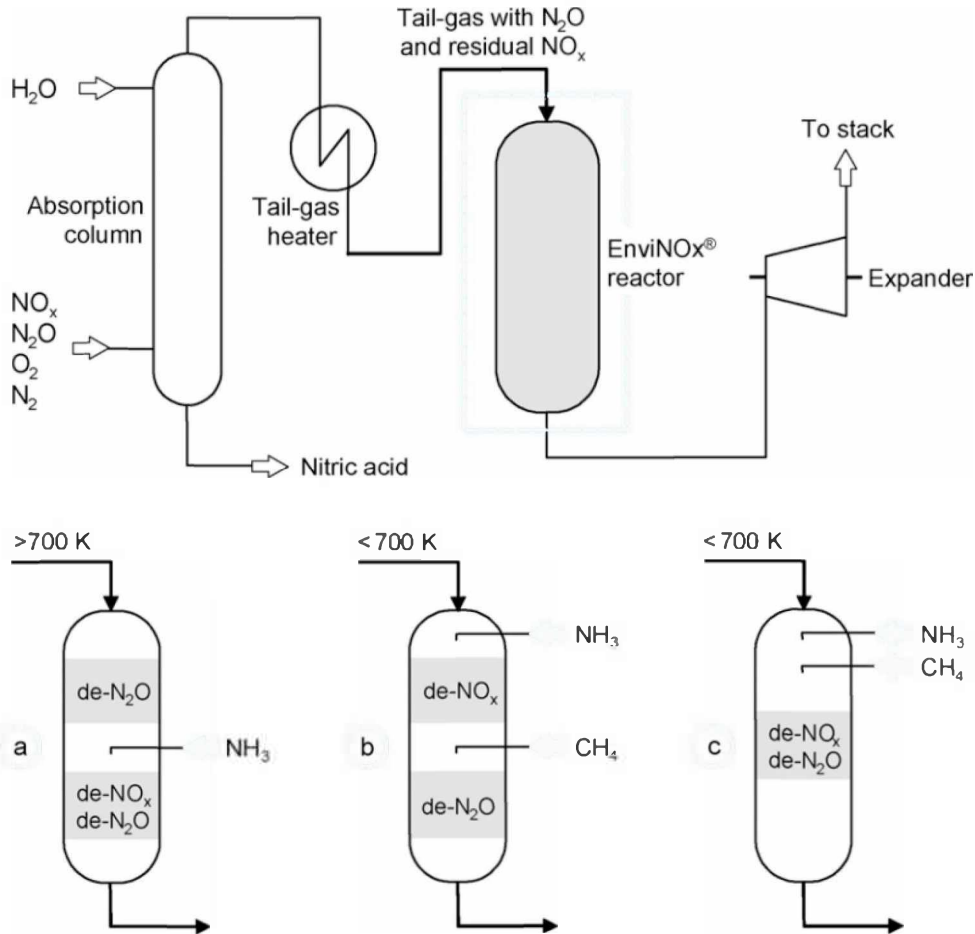 Tail-gas with N₂O
and residual NOₓ
H₂O
To stack
Absorption
column
Tail-gas
heater
EnviNOx®
reactor
Expander
NOₓ
N₂O
O₂
N₂
Nitric acid
>700 K
de-N₂O
a
NH₃
de-NOₓ
de-N₂O
<700 K
NH₃
de-NOₓ
b
CH₄
de-N₂O
<700 K
NH₃
CH₄
c
de-NOₓ
de-N₂O